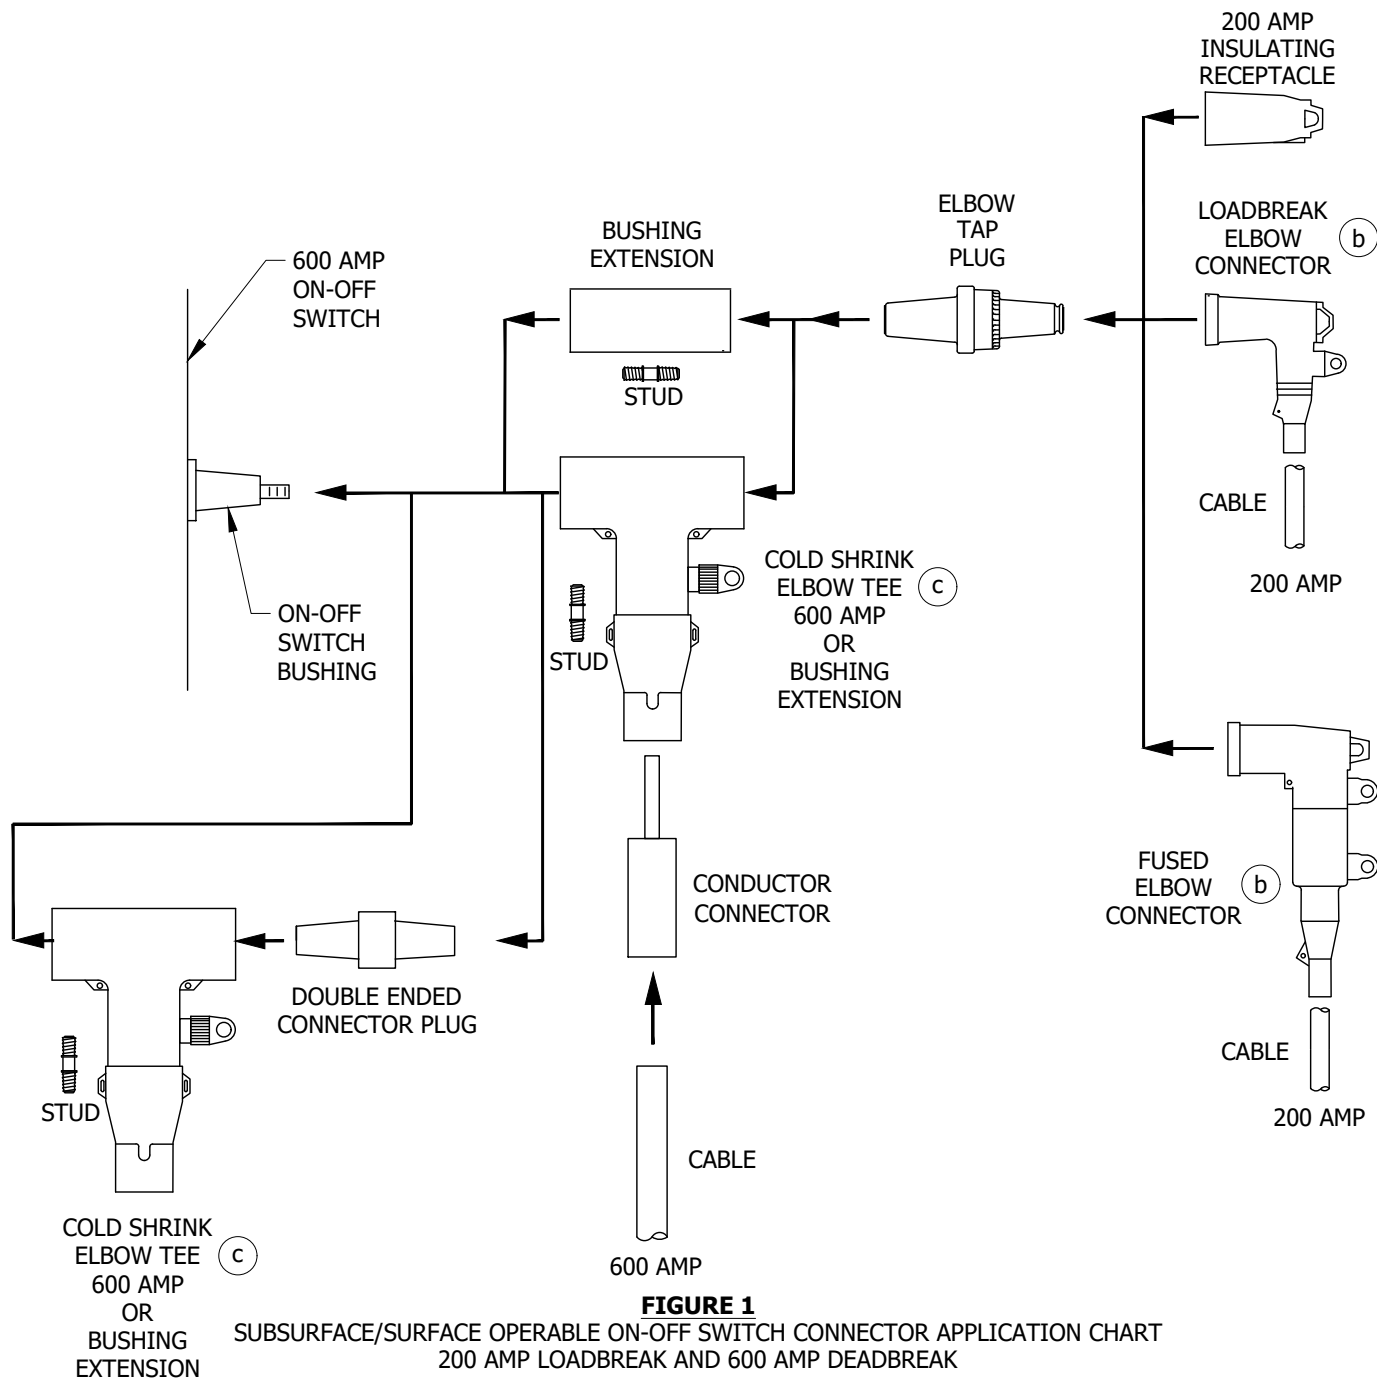 200 AMP
INSULATING
RECEPTACLE
LOADBREAK
ELBOW
CONNECTOR
b
ELBOW
TAP
PLUG
BUSHING
EXTENSION
600 AMP
ON-OFF
SWITCH
STUD
CABLE
200 AMP
COLD SHRINK
ELBOW TEE
600 AMP
OR
BUSHING
EXTENSION
c
ON-OFF
SWITCH
BUSHING
STUD
CONDUCTOR
CONNECTOR
FUSED
ELBOW
CONNECTOR
b
DOUBLE ENDED
CONNECTOR PLUG
CABLE
200 AMP
STUD
CABLE
600 AMP
COLD SHRINK
ELBOW TEE
600 AMP
OR
BUSHING
EXTENSION
c
FIGURE 1
SUBSURFACE/SURFACE OPERABLE ON-OFF SWITCH CONNECTOR APPLICATION CHART
200 AMP LOADBREAK AND 600 AMP DEADBREAK